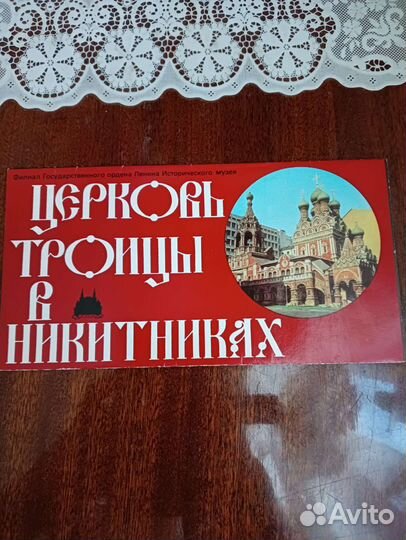 Филиал Государственного ордена Ленина Исторического музея
ЦЕРКОВЬ
ТРОИЦЫ
В
НИКИТНИКАХ
Avito